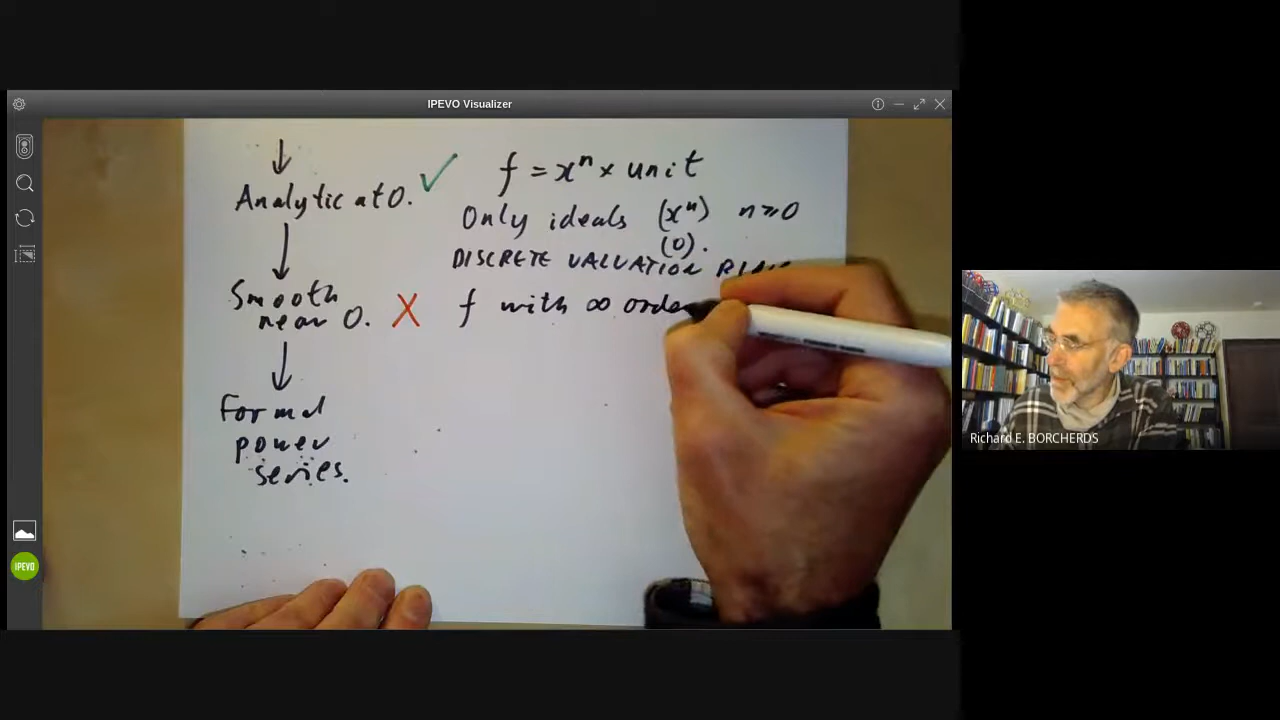 IPEVO Visualizer
Analytic at 0. ✓
f = xⁿ × unit
Only ideals (xⁿ) n≥0
(0).
DISCRETE VALUATION
Smooth
near 0. X
f with ∞ orde
Formal
power
series.
IPEVO
Richard E. BORCHERDS